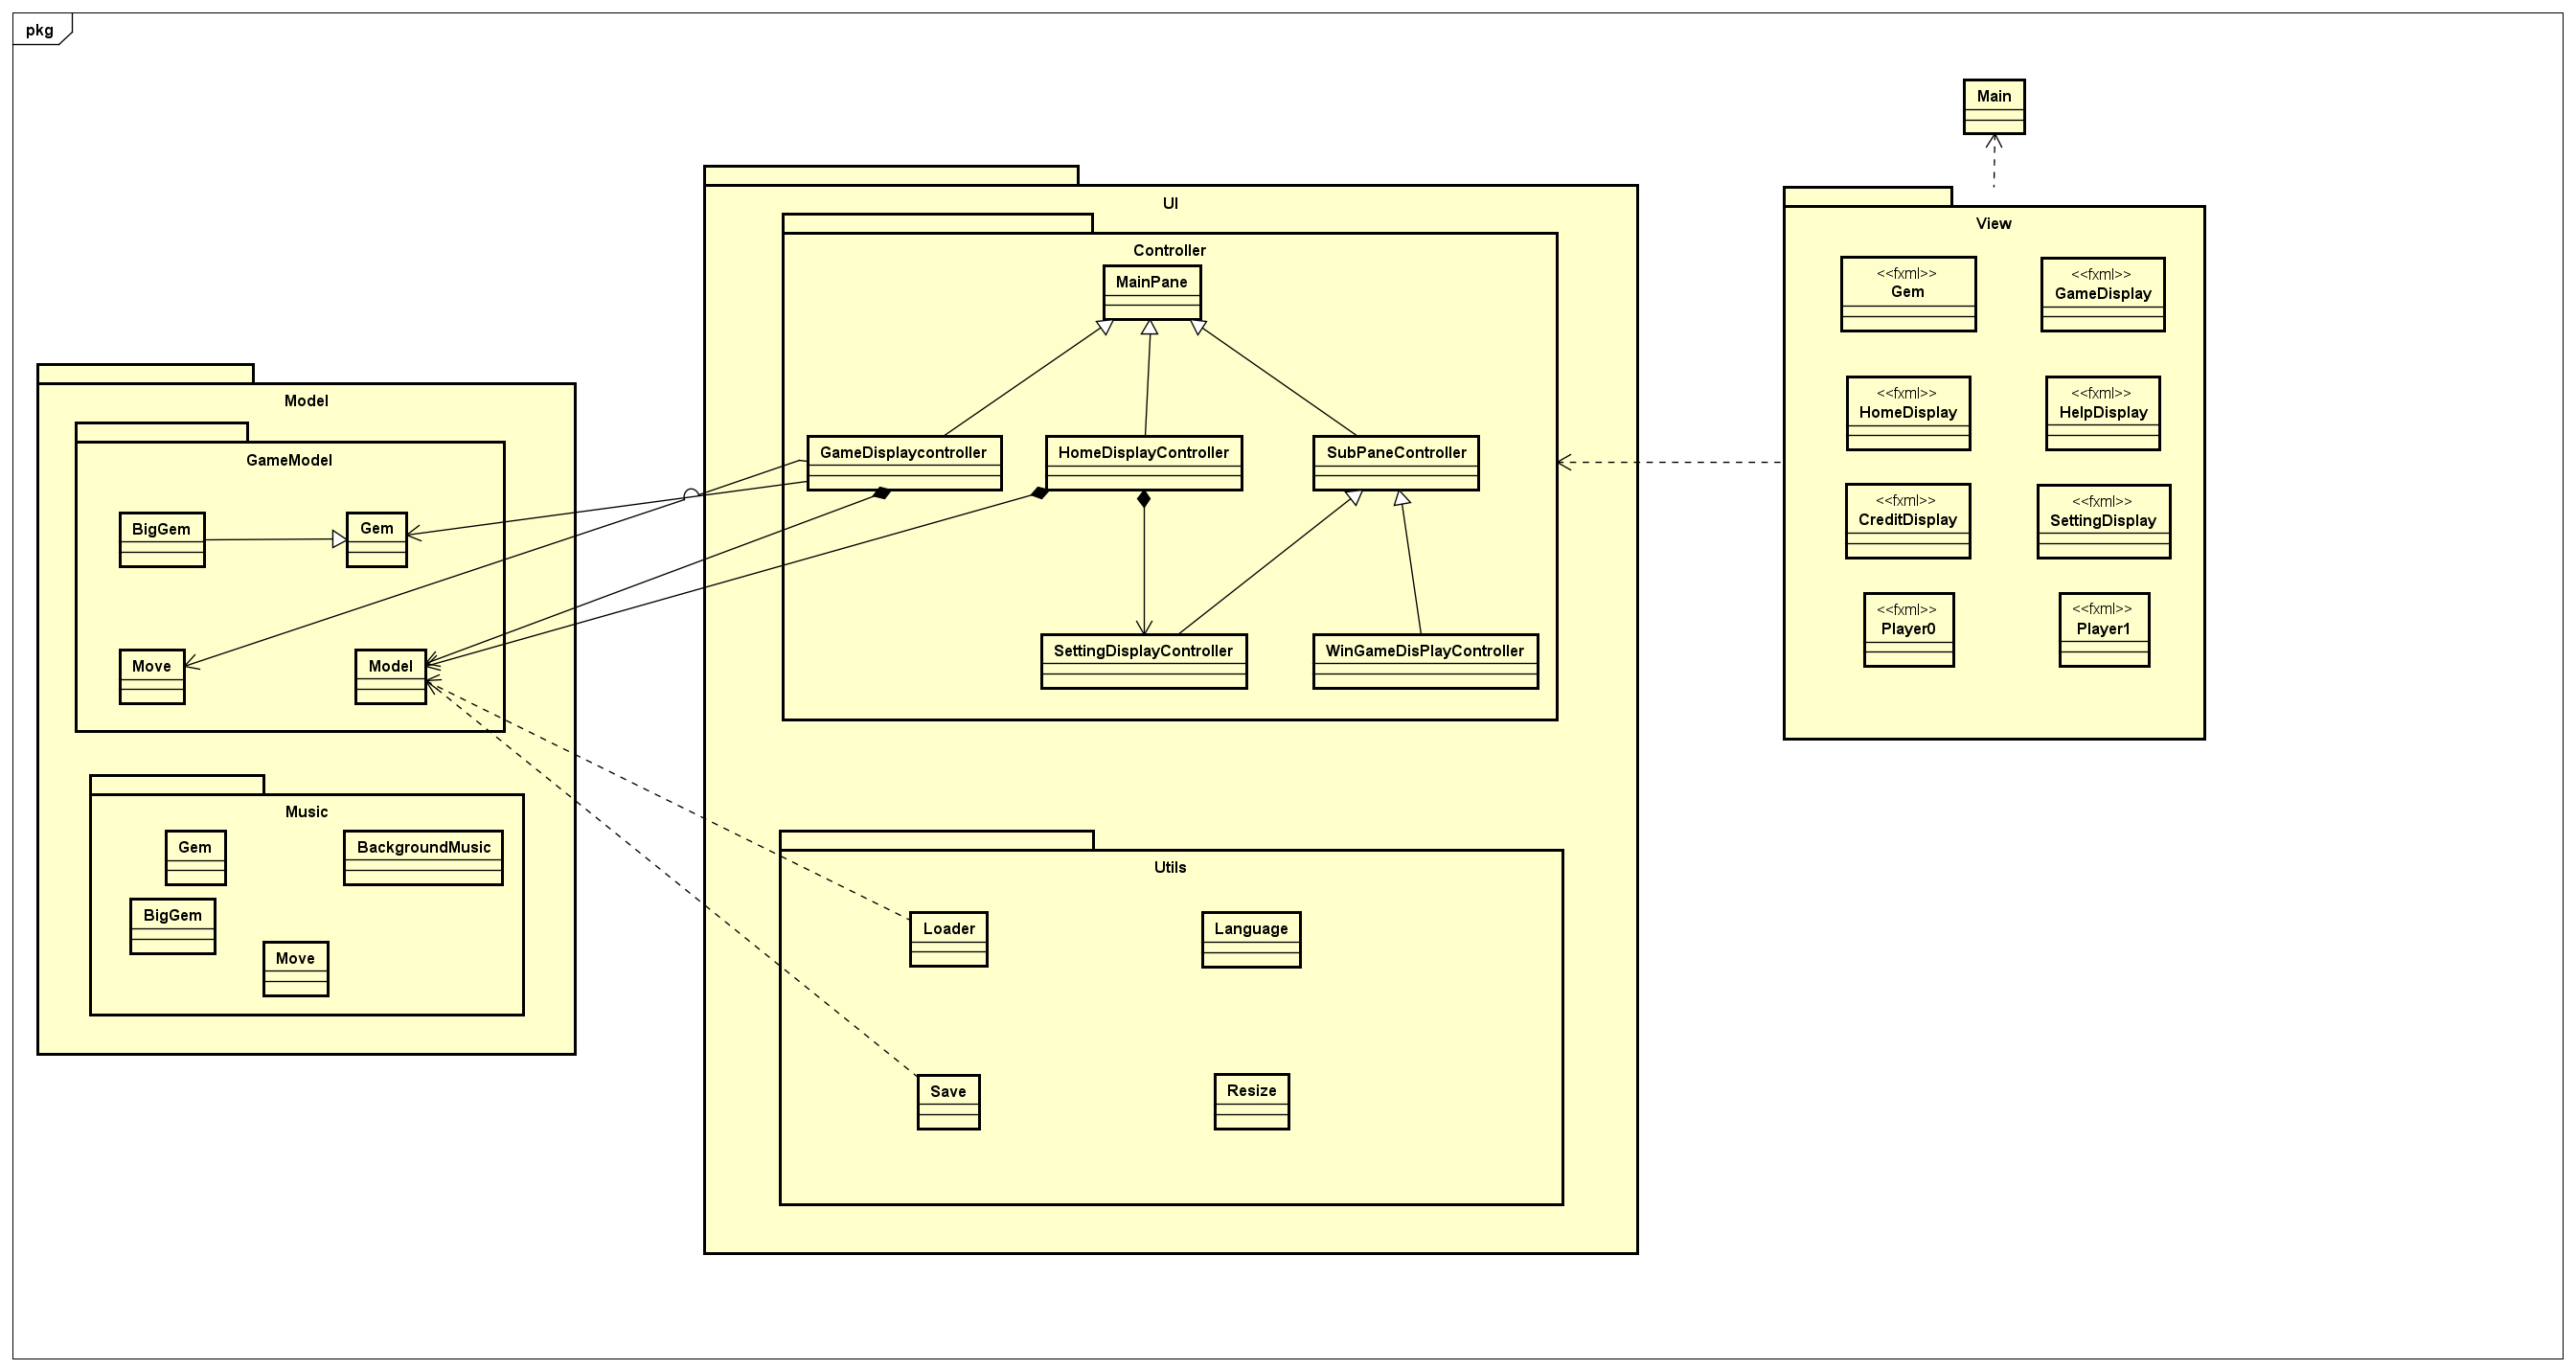 pkg
Model
GameModel
BigGem
Gem
Move
Model
Music
Gem
BackgroundMusic
BigGem
Move
UI
Controller
MainPane
GameDisplaycontroller
HomeDisplayController
SubPaneController
SettingDisplayController
WinGameDisPlayController
Utils
Loader
Language
Save
Resize
Main
View
<<fxml>>
Gem
<<fxml>>
GameDisplay
<<fxml>>
HomeDisplay
<<fxml>>
HelpDisplay
<<fxml>>
CreditDisplay
<<fxml>>
SettingDisplay
<<fxml>>
Player0
<<fxml>>
Player1